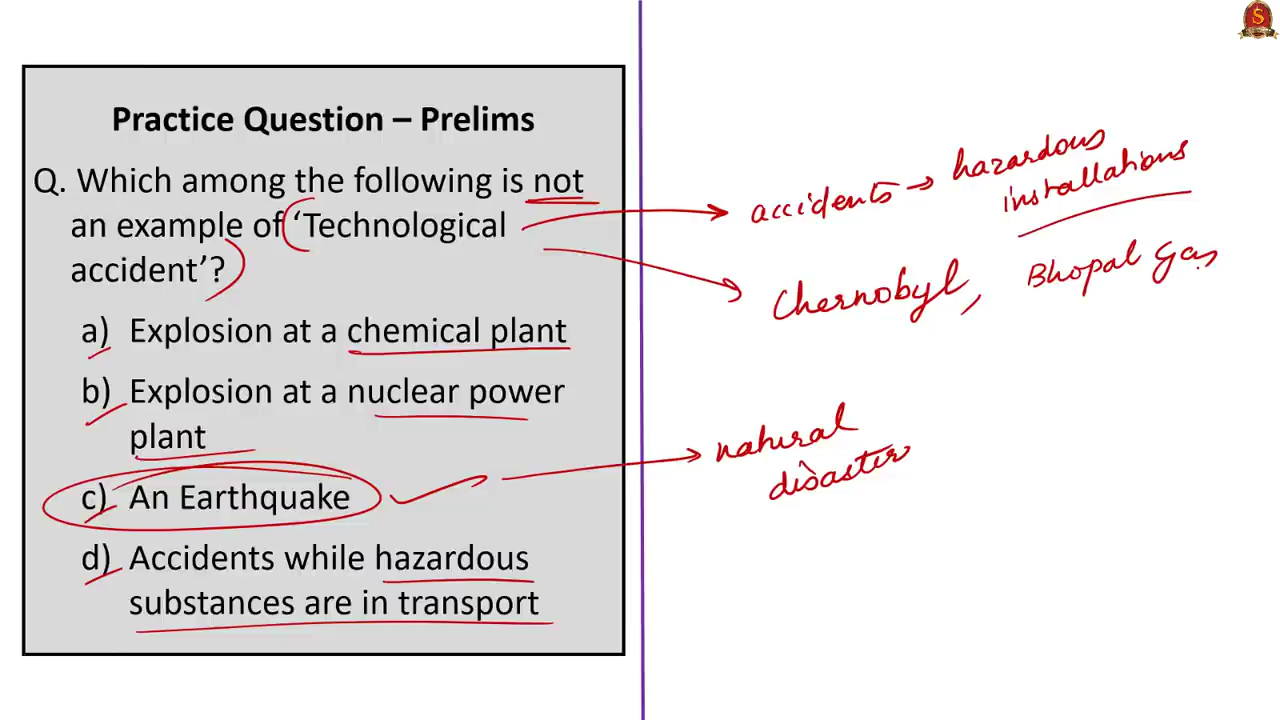 Practice Question – Prelims
Q. Which among the following is not
an example of ‘Technological
accident’?
a) Explosion at a chemical plant
b) Explosion at a nuclear power
plant
c) An Earthquake
d) Accidents while hazardous
substances are in transport
accidents → hazardous
installations
Chernobyl, Bhopal Gas
natural
disaster
S